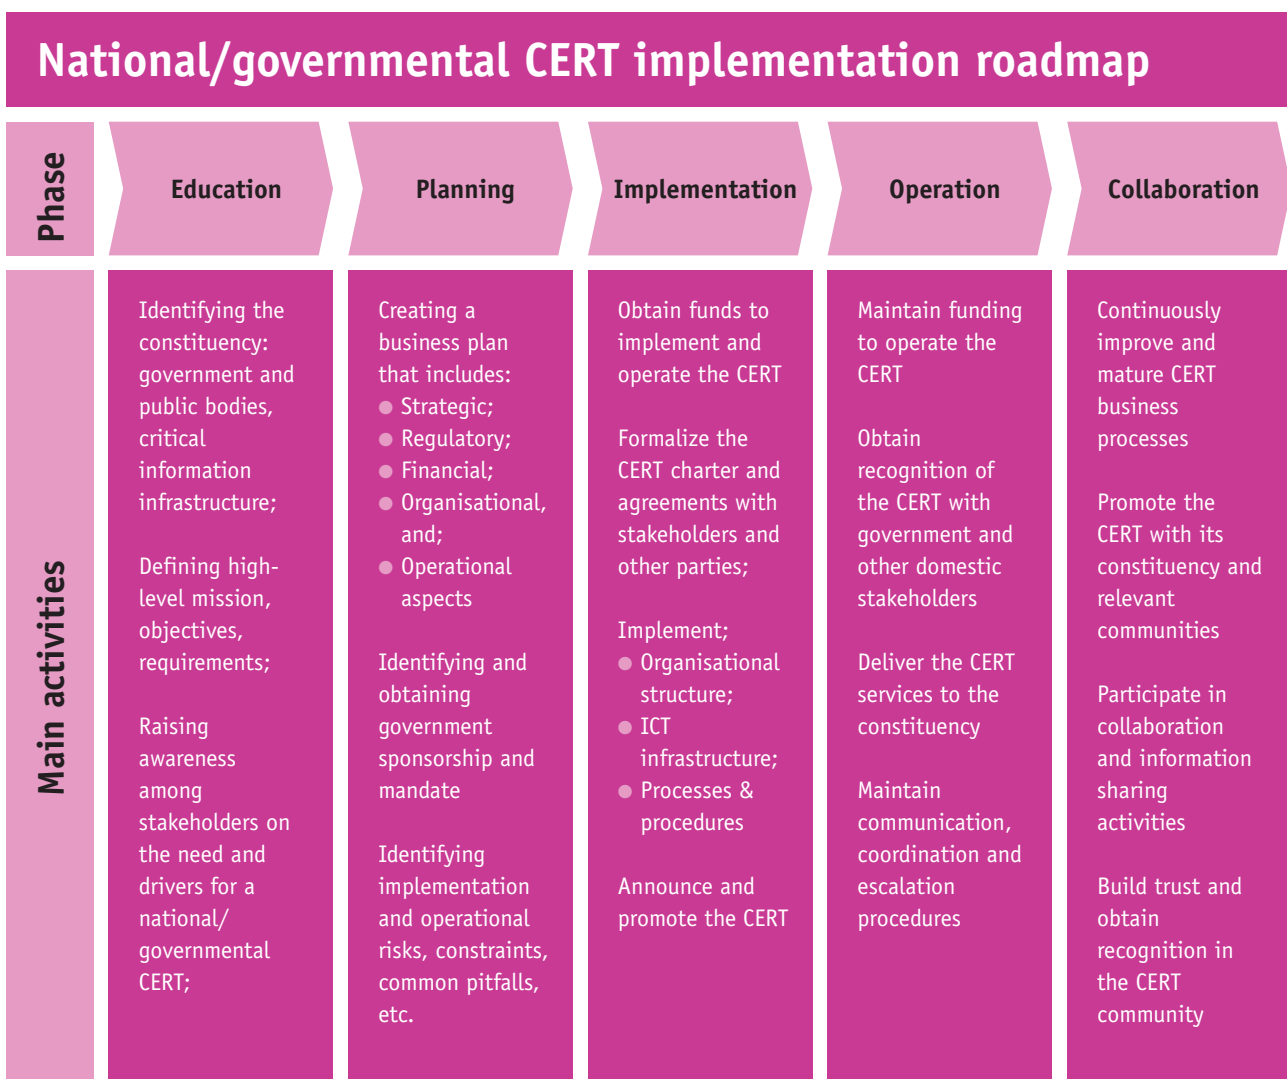 National/governmental CERT implementation roadmap
Phase
Education
Planning
Implementation
Operation
Collaboration
Main activities
Identifying the
constituency:
government and
public bodies,
critical
information
infrastructure;
Defining high-
level mission,
objectives,
requirements;
Raising
awareness
among
stakeholders on
the need and
drivers for a
national/
governmental
CERT;
Creating a
business plan
that includes:
● Strategic;
● Regulatory;
● Financial;
● Organisational,
and;
● Operational
aspects
Identifying and
obtaining
government
sponsorship and
mandate
Identifying
implementation
and operational
risks, constraints,
common pitfalls,
etc.
Obtain funds to
implement and
operate the CERT
Formalize the
CERT charter and
agreements with
stakeholders and
other parties;
Implement;
● Organisational
structure;
● ICT
infrastructure;
● Processes &
procedures
Announce and
promote the CERT
Maintain funding
to operate the
CERT
Obtain
recognition of
the CERT with
government and
other domestic
stakeholders
Deliver the CERT
services to the
constituency
Maintain
communication,
coordination and
escalation
procedures
Continuously
improve and
mature CERT
business
processes
Promote the
CERT with its
constituency and
relevant
communities
Participate in
collaboration
and information
sharing
activities
Build trust and
obtain
recognition in
the CERT
community